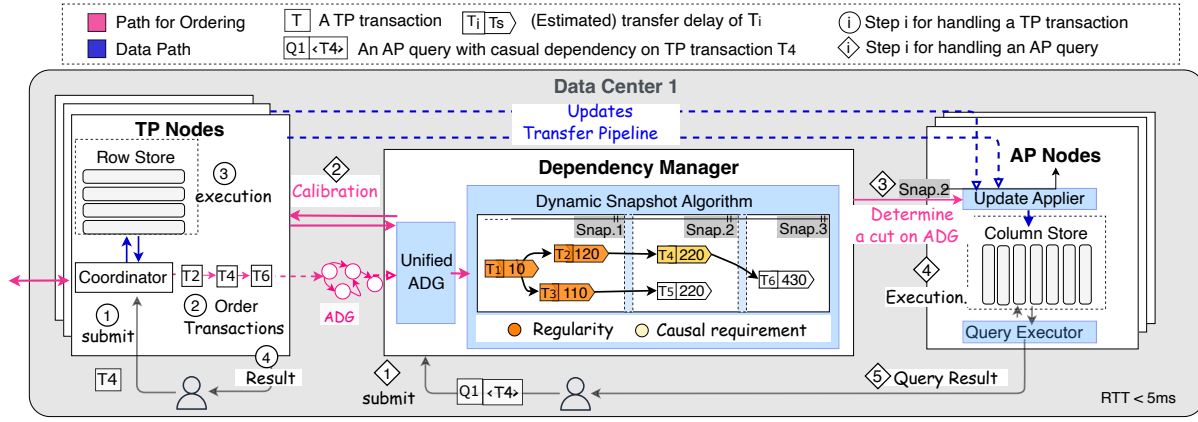 Path for Ordering
T A TP transaction
Ti Ts (Estimated) transfer delay of Ti
i Step i for handling a TP transaction
Data Path
Q1 <T4> An AP query with casual dependency on TP transaction T4
i Step i for handling an AP query
Data Center 1
Updates
Transfer Pipeline
TP Nodes
Row Store
3
execution
Coordinator
T2 T4 T6
1
submit
2 Order
Transactions
ADG
4
Result
T4
2
Calibration
Dependency Manager
Unified
ADG
Dynamic Snapshot Algorithm
Snap.1
Snap.2
Snap.3
T1 10
T2 120
T3 110
T4 220
T5 220
T6 430
Regularity
Causal requirement
1
submit
Q1 <T4>
3
Snap.2
Determine
a cut on ADG
AP Nodes
Update Applier
Column Store
4
Execution
Query Executor
5 Query Result
RTT < 5ms